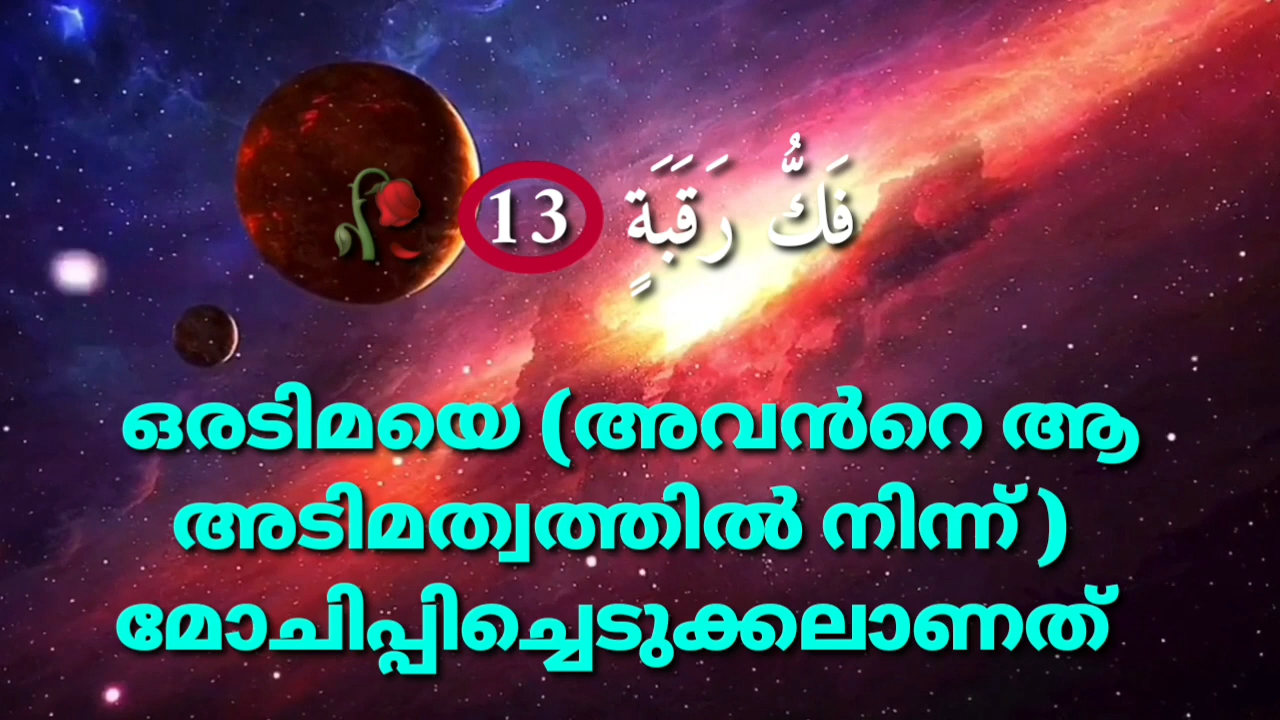 فَكُّ رَقَبَةٍ 13
ഒരടിമയെ (അവൻറെ ആ
അടിമത്വത്തിൽ നിന്ന് )
മോചിപ്പിച്ചെടുക്കലാണത്